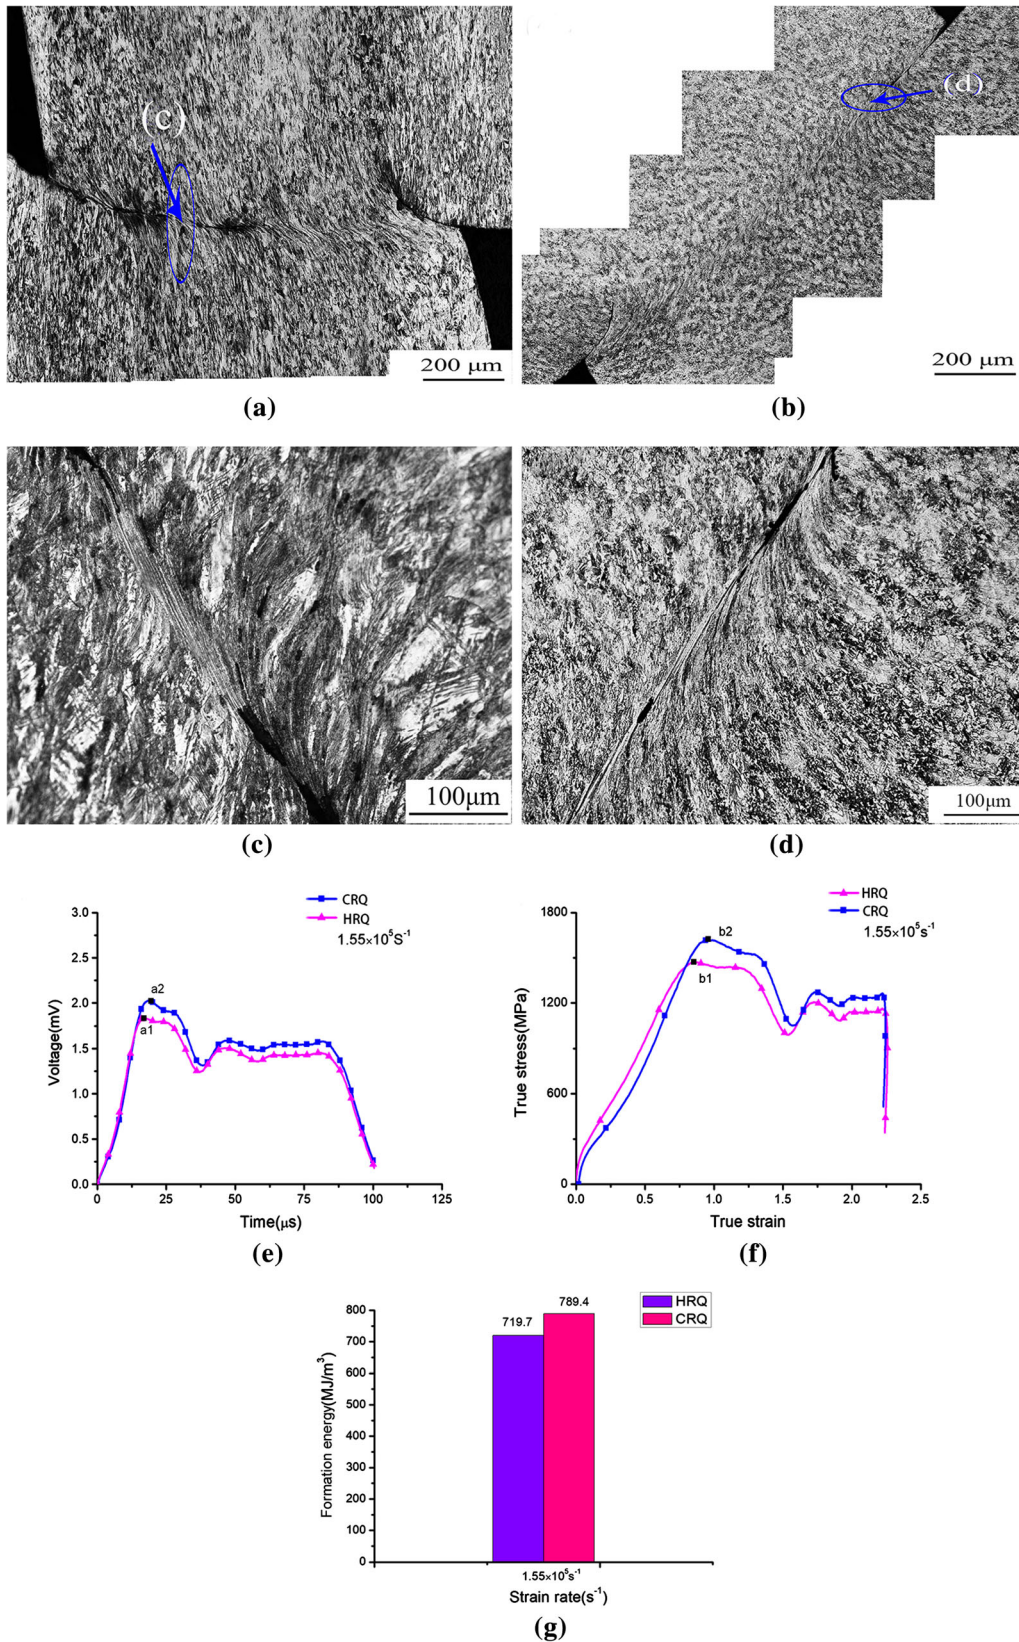 (c)
(d)
200 μm
200 μm
(a)
(b)
100μm
100μm
(c)
(d)
CRQ
HRQ
1.55×10⁵S⁻¹
3.0
2.5
2.0
1.5
1.0
0.5
0.0
a2
a1
Voltage(mV)
0
25
50
75
100
125
Time(μs)
(e)
HRQ
CRQ
1.55×10⁵s⁻¹
1800
1200
600
0
b2
b1
True stress(MPa)
0.0
0.5
1.0
1.5
2.0
2.5
True strain
(f)
HRQ
CRQ
800
700
600
500
400
300
200
100
0
719.7
789.4
Formation energy(MJ/m³)
1.55×10⁵s⁻¹
Strain rate(s⁻¹)
(g)